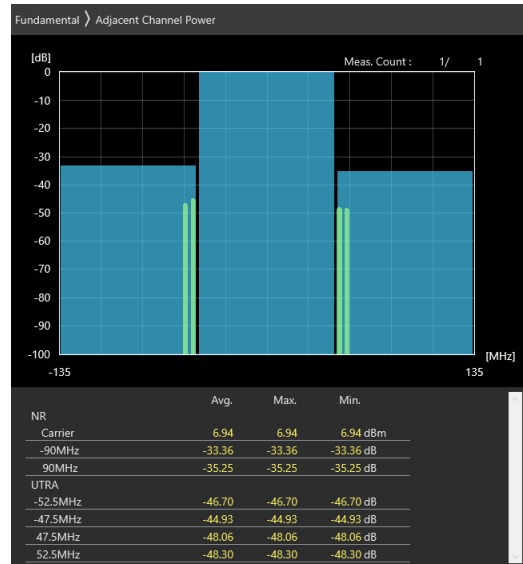 Fundamental 〉 Adjacent Channel Power
[dB]
Meas. Count : 1/ 1
0
-10
-20
-30
-40
-50
-60
-70
-80
-90
-100
[MHz]
-135 135
Avg. Max. Min.
NR
Carrier 6.94 6.94 6.94 dBm
-90MHz -33.36 -33.36 -33.36 dB
90MHz -35.25 -35.25 -35.25 dB
UTRA
-52.5MHz -46.70 -46.70 -46.70 dB
-47.5MHz -44.93 -44.93 -44.93 dB
47.5MHz -48.06 -48.06 -48.06 dB
52.5MHz -48.30 -48.30 -48.30 dB